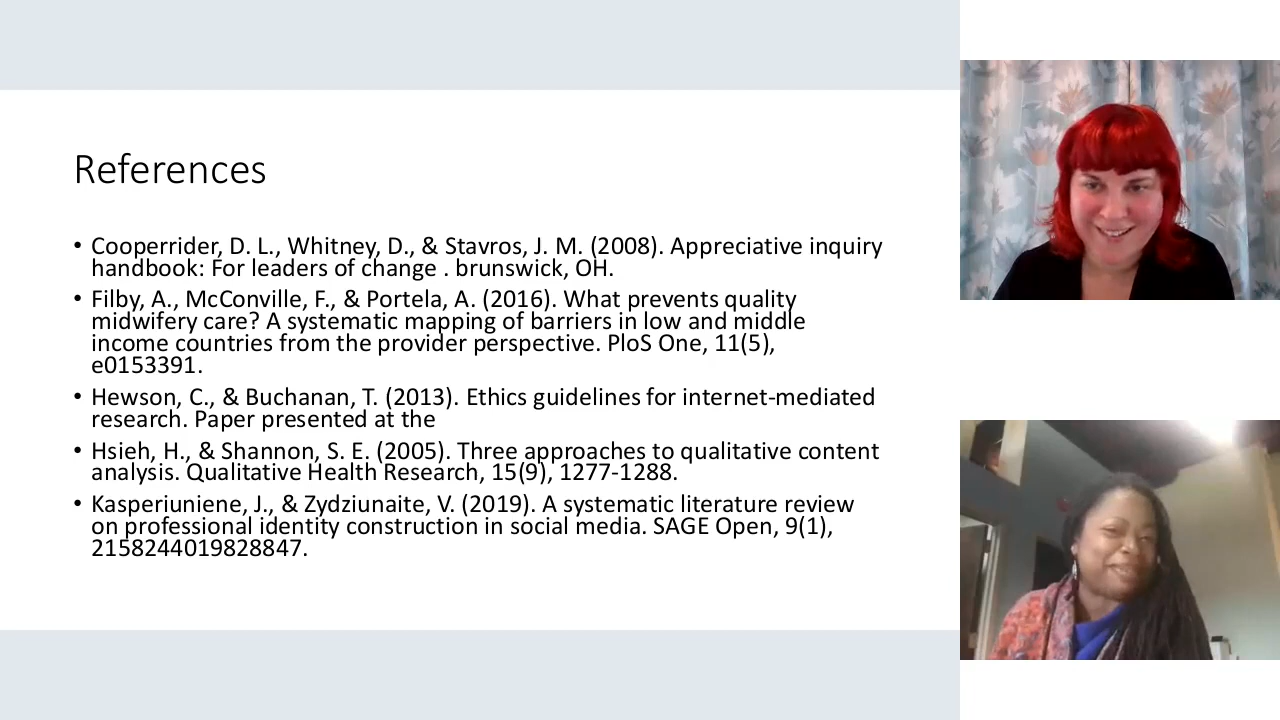 References
• Cooperrider, D. L., Whitney, D., & Stavros, J. M. (2008). Appreciative inquiry
handbook: For leaders of change . brunswick, OH.
• Filby, A., McConville, F., & Portela, A. (2016). What prevents quality
midwifery care? A systematic mapping of barriers in low and middle
income countries from the provider perspective. PloS One, 11(5),
e0153391.
• Hewson, C., & Buchanan, T. (2013). Ethics guidelines for internet-mediated
research. Paper presented at the
• Hsieh, H., & Shannon, S. E. (2005). Three approaches to qualitative content
analysis. Qualitative Health Research, 15(9), 1277-1288.
• Kasperiuniene, J., & Zydziunaite, V. (2019). A systematic literature review
on professional identity construction in social media. SAGE Open, 9(1),
2158244019828847.